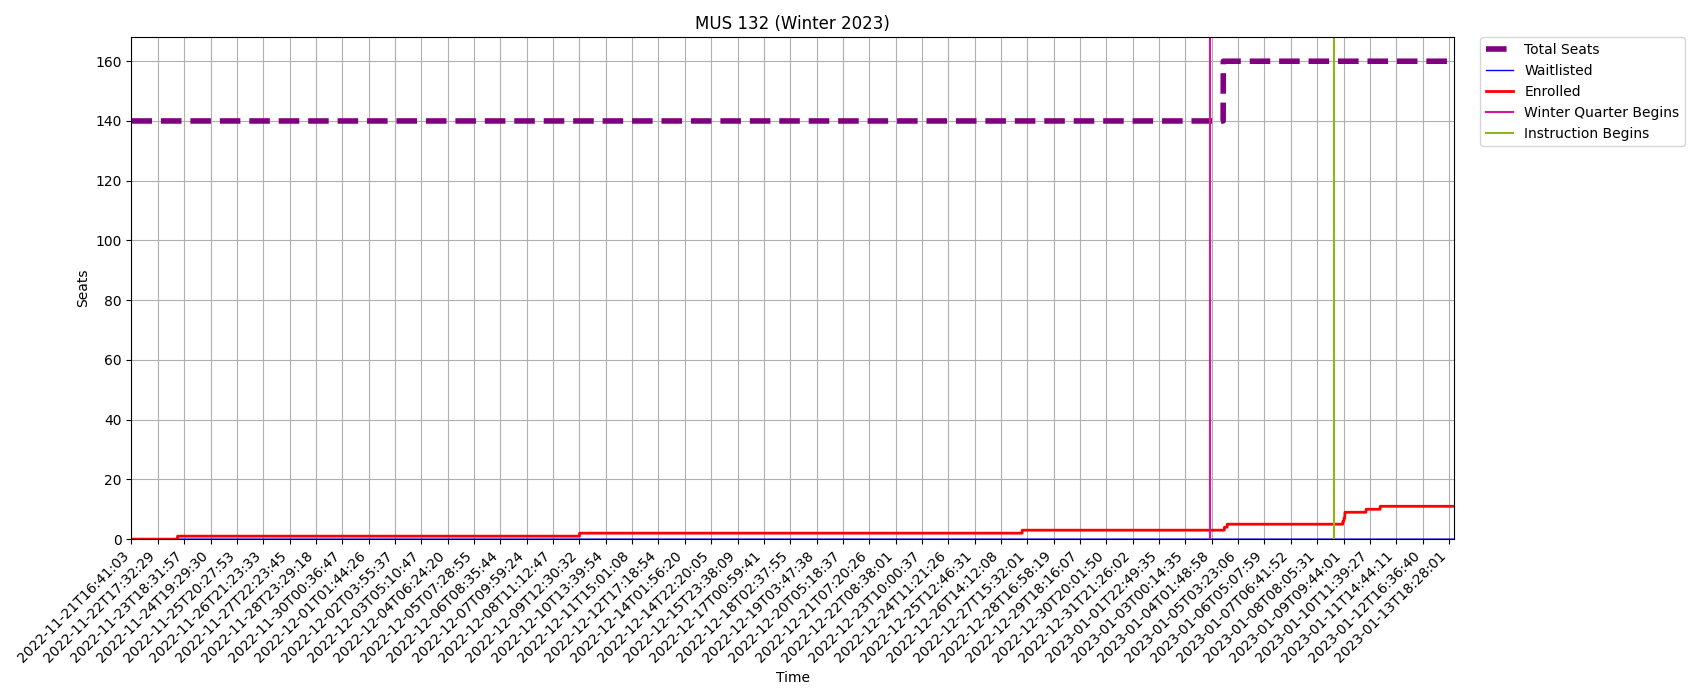 MUS 132 (Winter 2023)
Total Seats
Waitlisted
Enrolled
Winter Quarter Begins
Instruction Begins
Seats
160
140
120
100
80
60
40
20
0
2022-11-21T16:41:03
2022-11-22T17:32:29
2022-11-23T18:31:57
2022-11-24T19:29:30
2022-11-25T20:27:53
2022-11-26T21:23:33
2022-11-27T22:23:45
2022-11-28T23:29:18
2022-11-30T00:36:47
2022-12-01T01:44:26
2022-12-02T03:55:37
2022-12-03T05:10:47
2022-12-04T06:24:20
2022-12-05T07:28:55
2022-12-06T08:35:44
2022-12-07T09:59:24
2022-12-08T11:12:47
2022-12-09T12:30:32
2022-12-10T13:39:54
2022-12-11T15:01:08
2022-12-12T17:18:54
2022-12-14T01:56:20
2022-12-14T22:20:05
2022-12-15T23:38:09
2022-12-17T00:59:41
2022-12-18T02:37:55
2022-12-19T03:47:38
2022-12-20T05:18:37
2022-12-21T07:20:26
2022-12-22T08:38:01
2022-12-23T10:00:37
2022-12-24T11:21:26
2022-12-25T12:46:31
2022-12-26T14:12:08
2022-12-27T15:32:01
2022-12-28T16:58:19
2022-12-29T18:16:07
2022-12-30T20:01:50
2022-12-31T21:26:02
2023-01-01T22:49:35
2023-01-03T00:14:35
2023-01-04T01:48:58
2023-01-05T03:23:06
2023-01-06T05:07:59
2023-01-07T06:41:52
2023-01-08T08:05:31
2023-01-09T09:44:01
2023-01-10T11:39:27
2023-01-11T14:44:11
2023-01-12T16:36:40
2023-01-13T18:28:01
Time